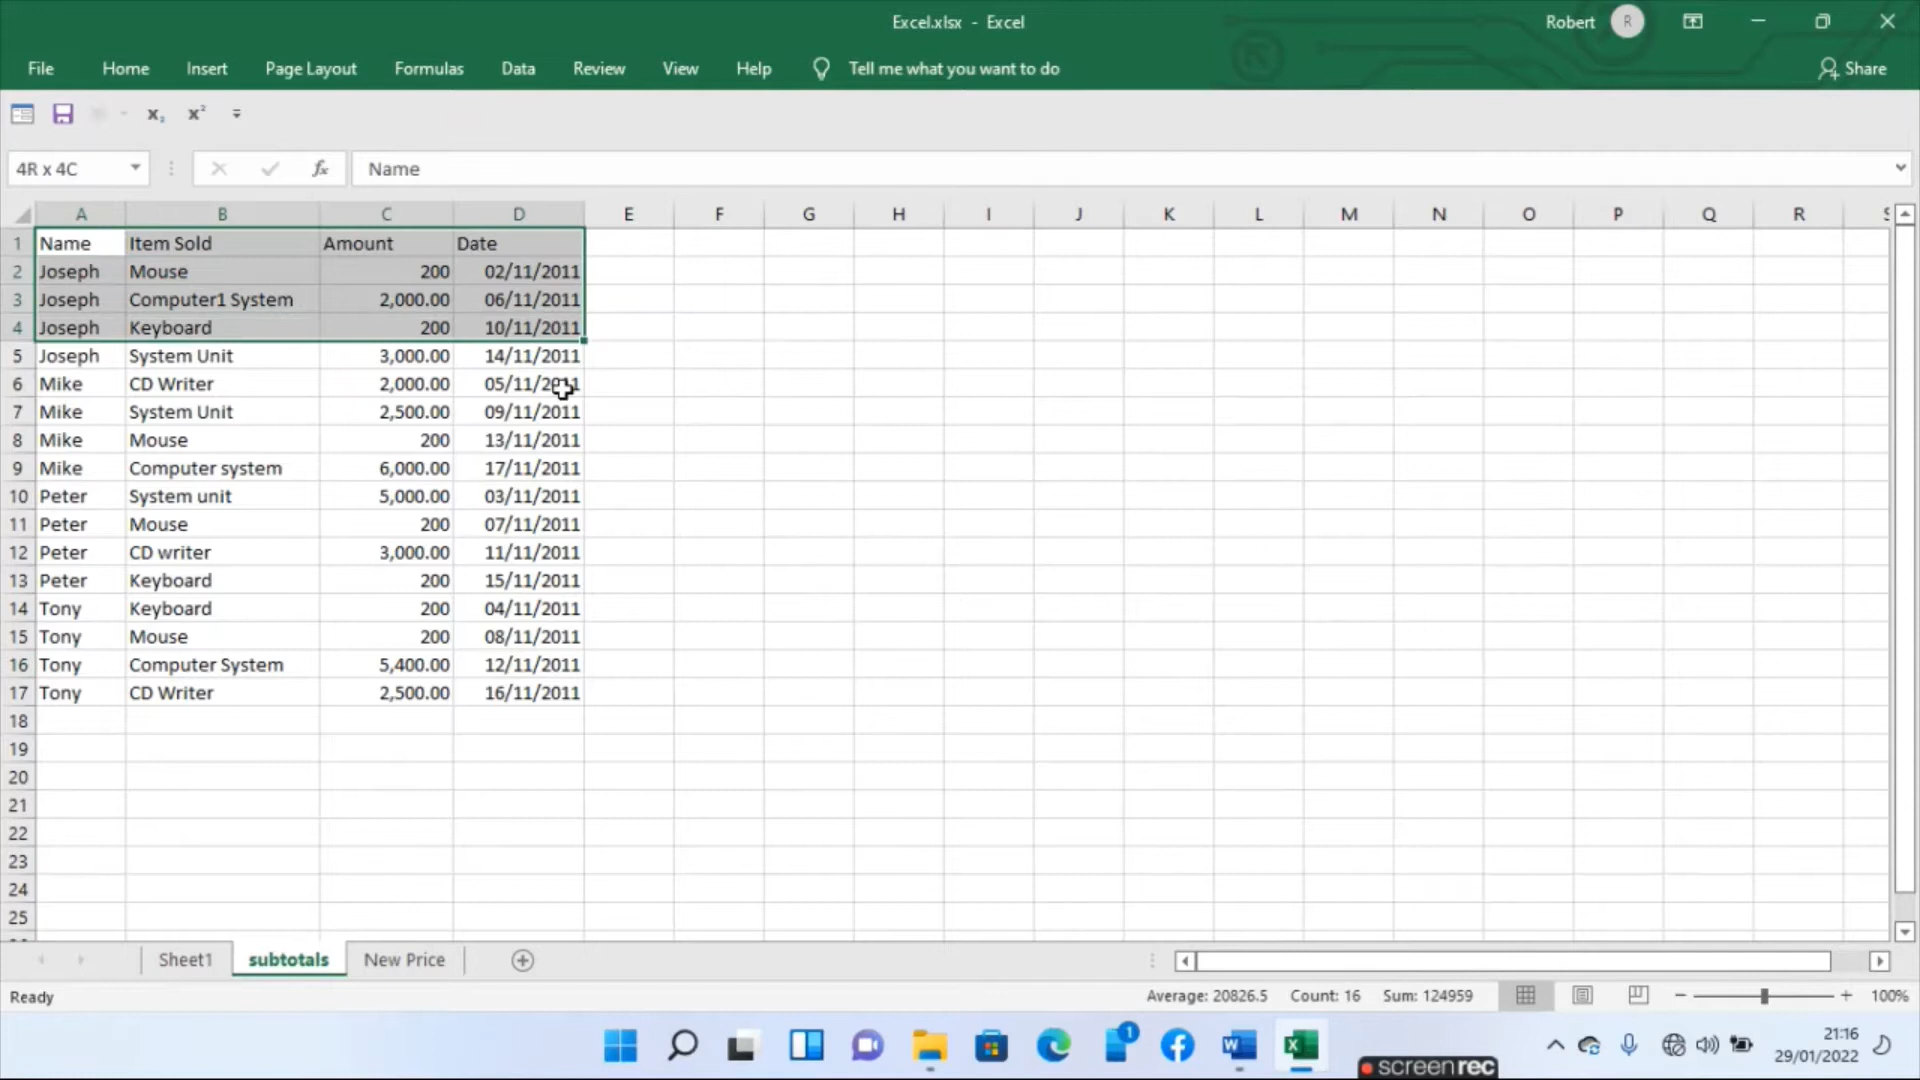 Excel.xlsx - Excel
Robert R
File Home Insert Page Layout Formulas Data Review View Help Tell me what you want to do Share
x₂ x²
4R x 4C fx Name
A B C D E F G H I J K L M N O P Q R
1 Name Item Sold Amount Date
2 Joseph Mouse 200 02/11/2011
3 Joseph Computer1 System 2,000.00 06/11/2011
4 Joseph Keyboard 200 10/11/2011
5 Joseph System Unit 3,000.00 14/11/2011
6 Mike CD Writer 2,000.00 05/11/2011
7 Mike System Unit 2,500.00 09/11/2011
8 Mike Mouse 200 13/11/2011
9 Mike Computer system 6,000.00 17/11/2011
10 Peter System unit 5,000.00 03/11/2011
11 Peter Mouse 200 07/11/2011
12 Peter CD writer 3,000.00 11/11/2011
13 Peter Keyboard 200 15/11/2011
14 Tony Keyboard 200 04/11/2011
15 Tony Mouse 200 08/11/2011
16 Tony Computer System 5,400.00 12/11/2011
17 Tony CD Writer 2,500.00 16/11/2011
18
19
20
21
22
23
24
25
Sheet1 subtotals New Price
Ready Average: 20826.5 Count: 16 Sum: 124959 100%
1
W X
21:16
29/01/2022
screenrec